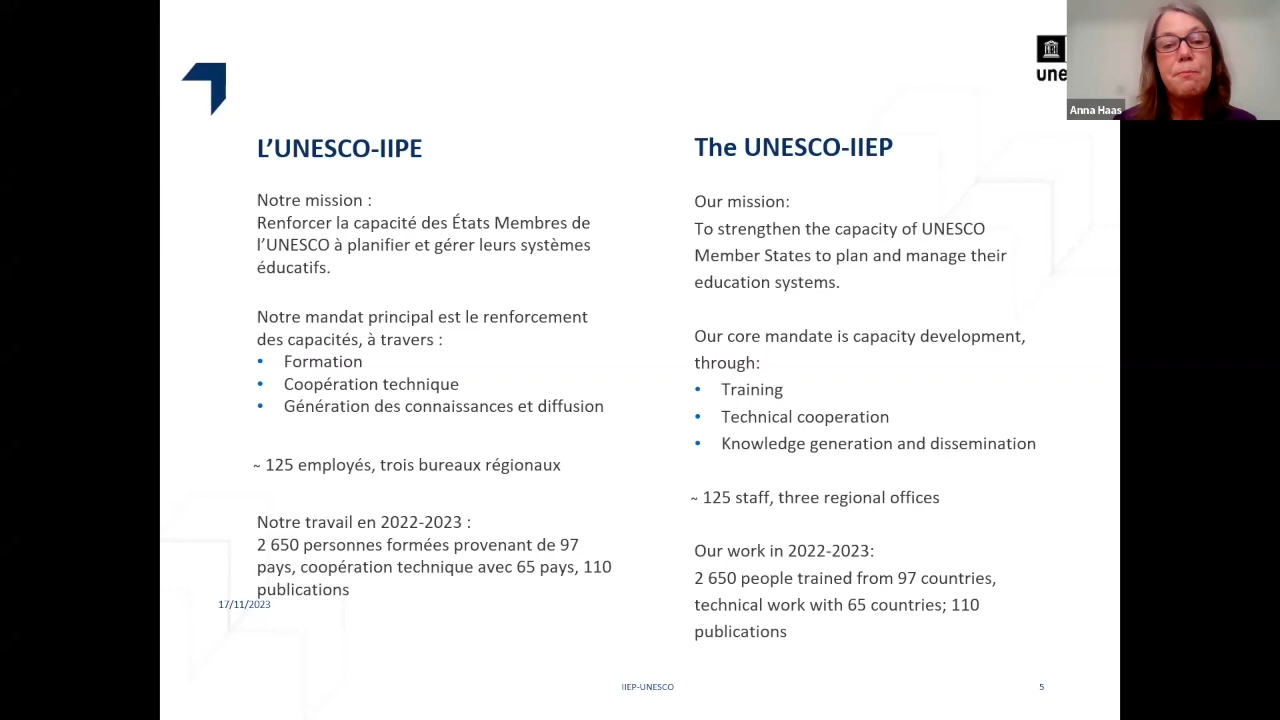 L'UNESCO-IIPE
Notre mission :
Renforcer la capacité des États Membres de
l'UNESCO à planifier et gérer leurs systèmes
éducatifs.
Notre mandat principal est le renforcement
des capacités, à travers :
• Formation
• Coopération technique
• Génération des connaissances et diffusion
~ 125 employés, trois bureaux régionaux
Notre travail en 2022-2023 :
2 650 personnes formées provenant de 97
pays, coopération technique avec 65 pays, 110
publications
17/11/2023
The UNESCO-IIEP
Our mission:
To strengthen the capacity of UNESCO
Member States to plan and manage their
education systems.
Our core mandate is capacity development,
through:
• Training
• Technical cooperation
• Knowledge generation and dissemination
~ 125 staff, three regional offices
Our work in 2022-2023:
2 650 people trained from 97 countries,
technical work with 65 countries; 110
publications
IIEP-UNESCO
5
une
Anna Haas